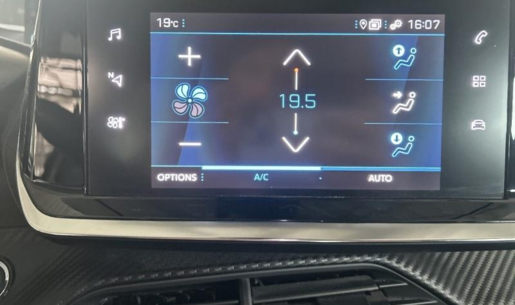 19°C
16:07
N
19.5
OPTIONS
A/C
AUTO